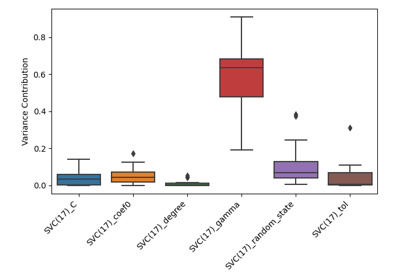 Variance Contribution
0.8
0.6
0.4
0.2
0.0
SVC(17)_C
SVC(17)_coef0
SVC(17)_degree
SVC(17)_gamma
SVC(17)_random_state
SVC(17)_tol